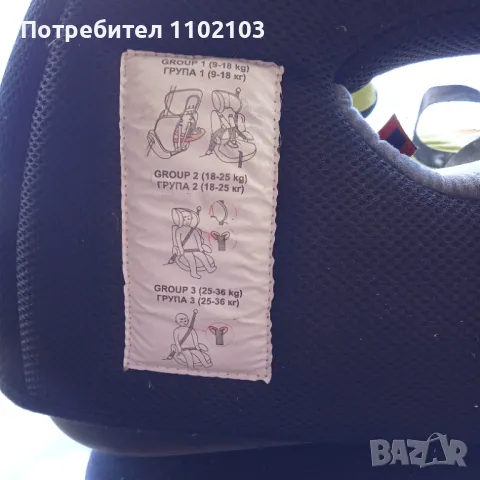 Потребител 1102103
GROUP 1 (9-18 kg)
ГРУПА 1 (9-18 кг)
GROUP 2 (18-25 kg)
ГРУПА 2 (18-25 кг)
GROUP 3 (25-36 kg)
ГРУПА 3 (25-36 кг)
BAZAR